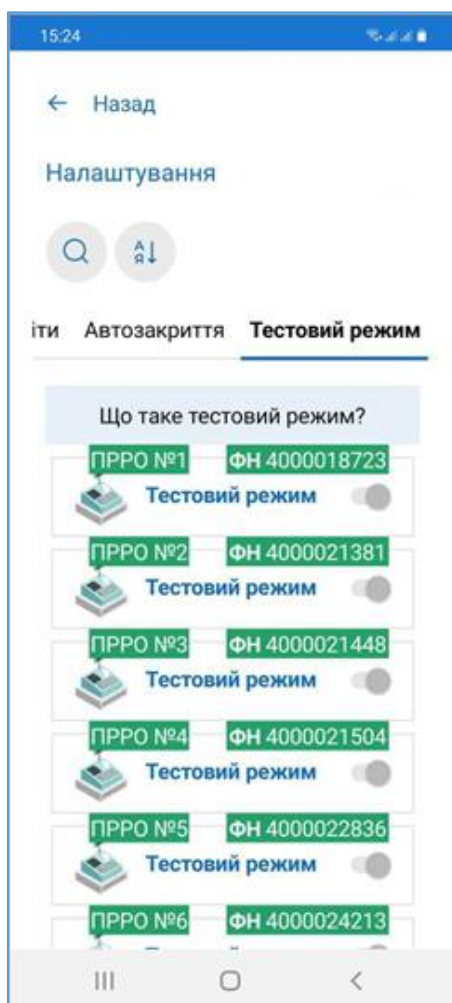 15:24
Назад
Налаштування
іти Автозакриття Тестовий режим
Що таке тестовий режим?
ПРРО №1 ФН 4000018723
Тестовий режим
ПРРО №2 ФН 4000021381
Тестовий режим
ПРРО №3 ФН 4000021448
Тестовий режим
ПРРО №4 ФН 4000021504
Тестовий режим
ПРРО №5 ФН 4000022836
Тестовий режим
ПРРО №6 ФН 4000024213